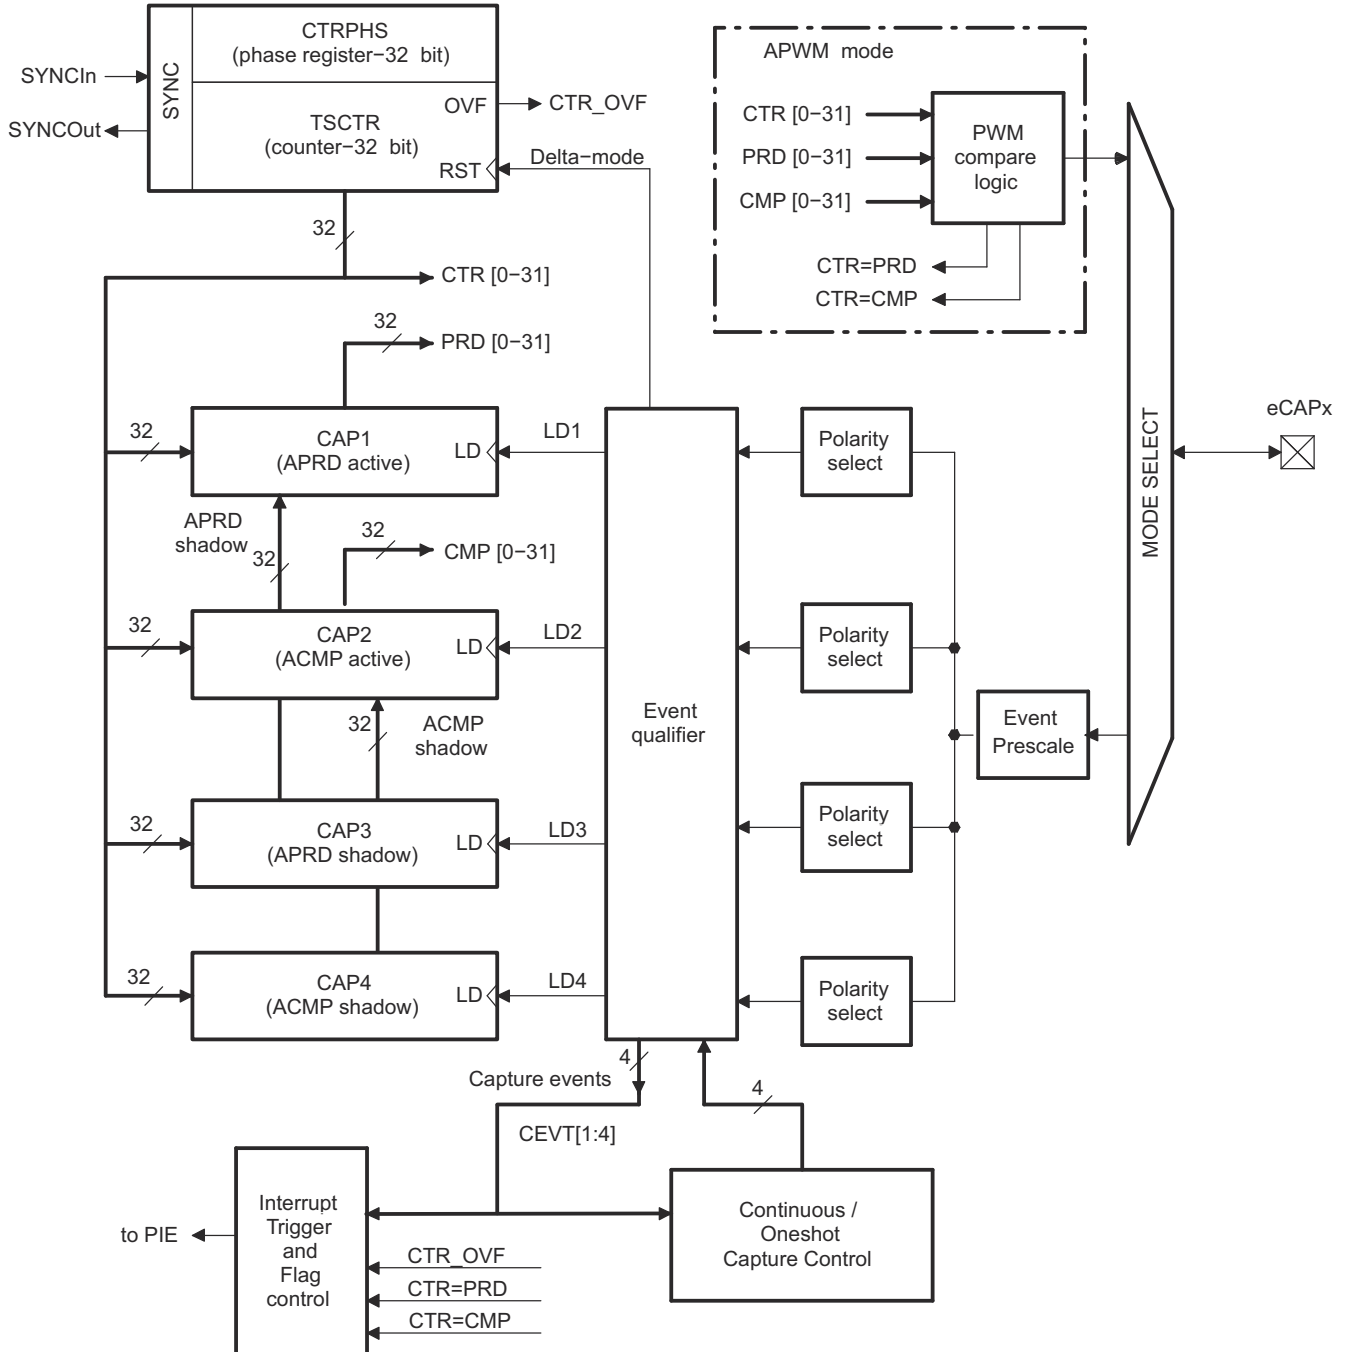 CTRPHS
(phase register−32 bit)
SYNC
SYNCIn
SYNCOut
OVF
CTR_OVF
TSCTR
(counter−32 bit)
RST
Delta−mode
32
CTR [0−31]
32
PRD [0−31]
APWM mode
CTR [0−31]
PRD [0−31]
CMP [0−31]
PWM
compare
logic
CTR=PRD
CTR=CMP
MODE SELECT
eCAPx
32
CAP1
(APRD active)
LD
LD1
Polarity
select
APRD
shadow
32
32
CMP [0−31]
32
CAP2
(ACMP active)
LD
LD2
Polarity
select
32
ACMP
shadow
Event
qualifier
Event
Prescale
32
CAP3
(APRD shadow)
LD
LD3
Polarity
select
32
CAP4
(ACMP shadow)
LD
LD4
Polarity
select
4
Capture events
4
CEVT[1:4]
Interrupt
Trigger
and
Flag
control
to PIE
Continuous /
Oneshot
Capture Control
CTR_OVF
CTR=PRD
CTR=CMP